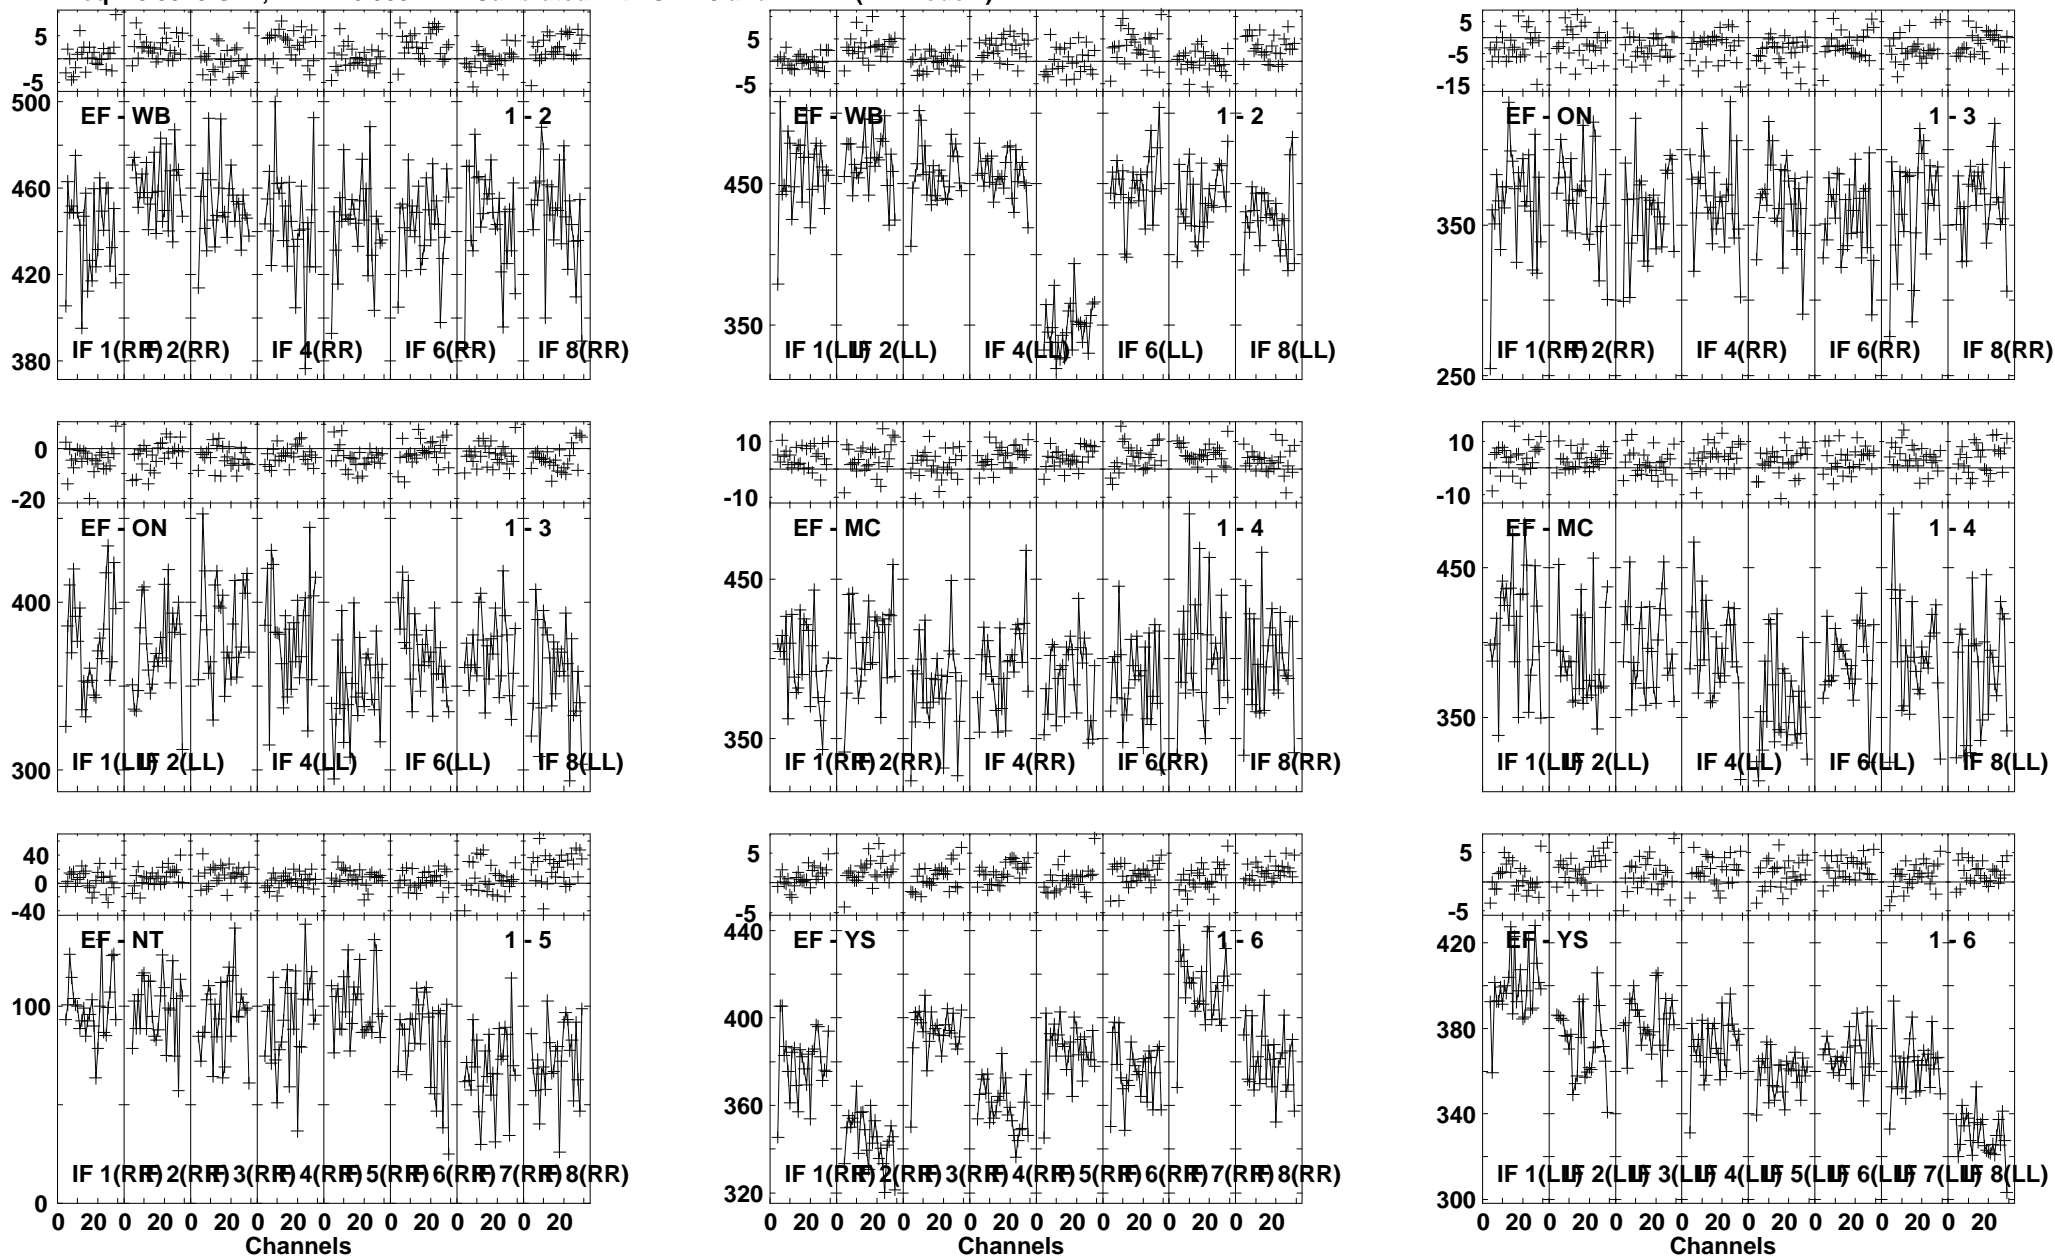 5
-5
500
460
420
380
EF - WB
1 - 2
IF 1(RR) IF 2(RR) IF 4(RR) IF 6(RR) IF 8(RR)
5
-5
450
350
EF - WB
1 - 2
IF 1(LL) IF 2(LL) IF 4(LL) IF 6(LL) IF 8(LL)
5
-5
-15
350
250
EF - ON
1 - 3
IF 1(RR) IF 2(RR) IF 4(RR) IF 6(RR) IF 8(RR)
0
-20
400
300
EF - ON
1 - 3
IF 1(LL) IF 2(LL) IF 4(LL) IF 6(LL) IF 8(LL)
10
-10
450
350
EF - MC
1 - 4
IF 1(RR) IF 2(RR) IF 4(RR) IF 6(RR) IF 8(RR)
10
-10
450
350
EF - MC
1 - 4
IF 1(LL) IF 2(LL) IF 4(LL) IF 6(LL) IF 8(LL)
40
0
-40
100
0
EF - NT
1 - 5
IF 1(RR) IF 2(RR) IF 3(RR) IF 4(RR) IF 5(RR) IF 6(RR) IF 7(RR) IF 8(RR)
0 20 0 20 0 20 0 20 0 20 0 20 0 20 0 20
Channels
5
-5
440
400
360
320
EF - YS
1 - 6
IF 1(RR) IF 2(RR) IF 3(RR) IF 4(RR) IF 5(RR) IF 6(RR) IF 7(RR) IF 8(RR)
0 20 0 20 0 20 0 20 0 20 0 20 0 20 0 20
Channels
5
-5
420
380
340
300
EF - YS
1 - 6
IF 1(LL) IF 2(LL) IF 3(LL) IF 4(LL) IF 5(LL) IF 6(LL) IF 7(LL) IF 8(LL)
0 20 0 20 0 20 0 20 0 20 0 20 0 20 0 20
Channels